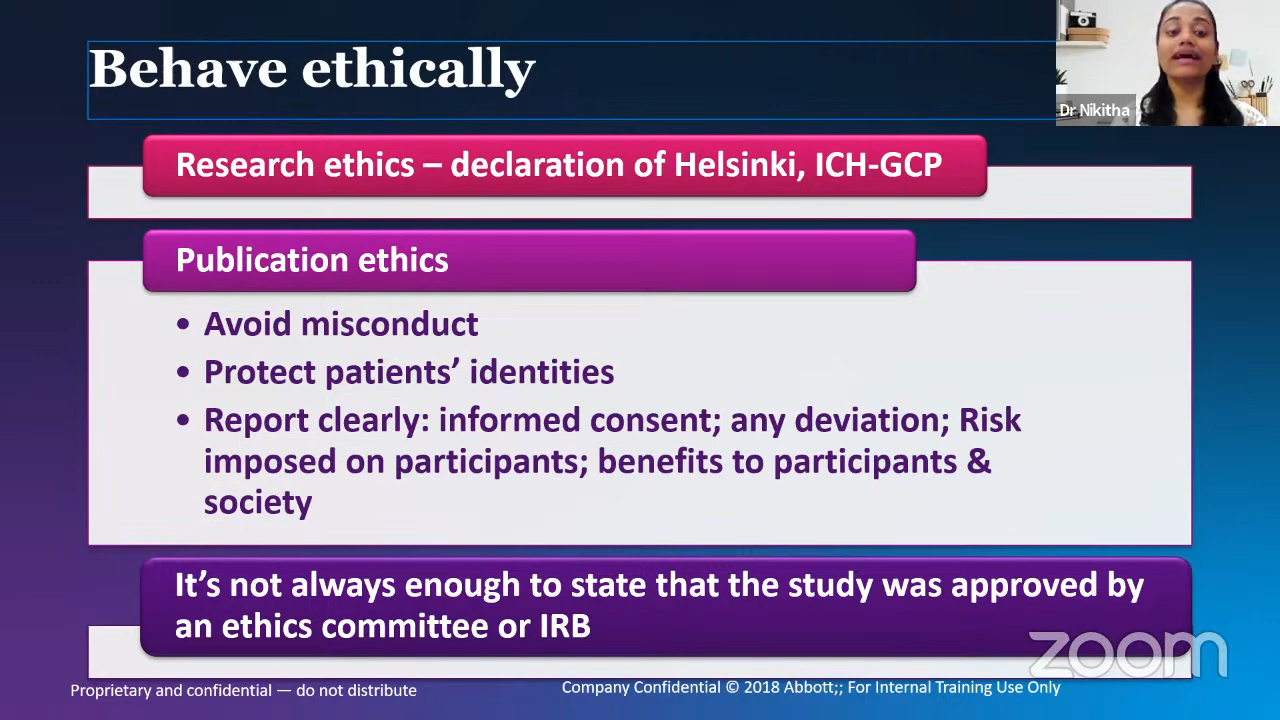 Behave ethically
Dr Nikitha
Research ethics – declaration of Helsinki, ICH-GCP
Publication ethics
• Avoid misconduct
• Protect patients’ identities
• Report clearly: informed consent; any deviation; Risk
imposed on participants; benefits to participants &
society
It’s not always enough to state that the study was approved by
an ethics committee or IRB
zoom
Proprietary and confidential — do not distribute
Company Confidential © 2018 Abbott;; For Internal Training Use Only